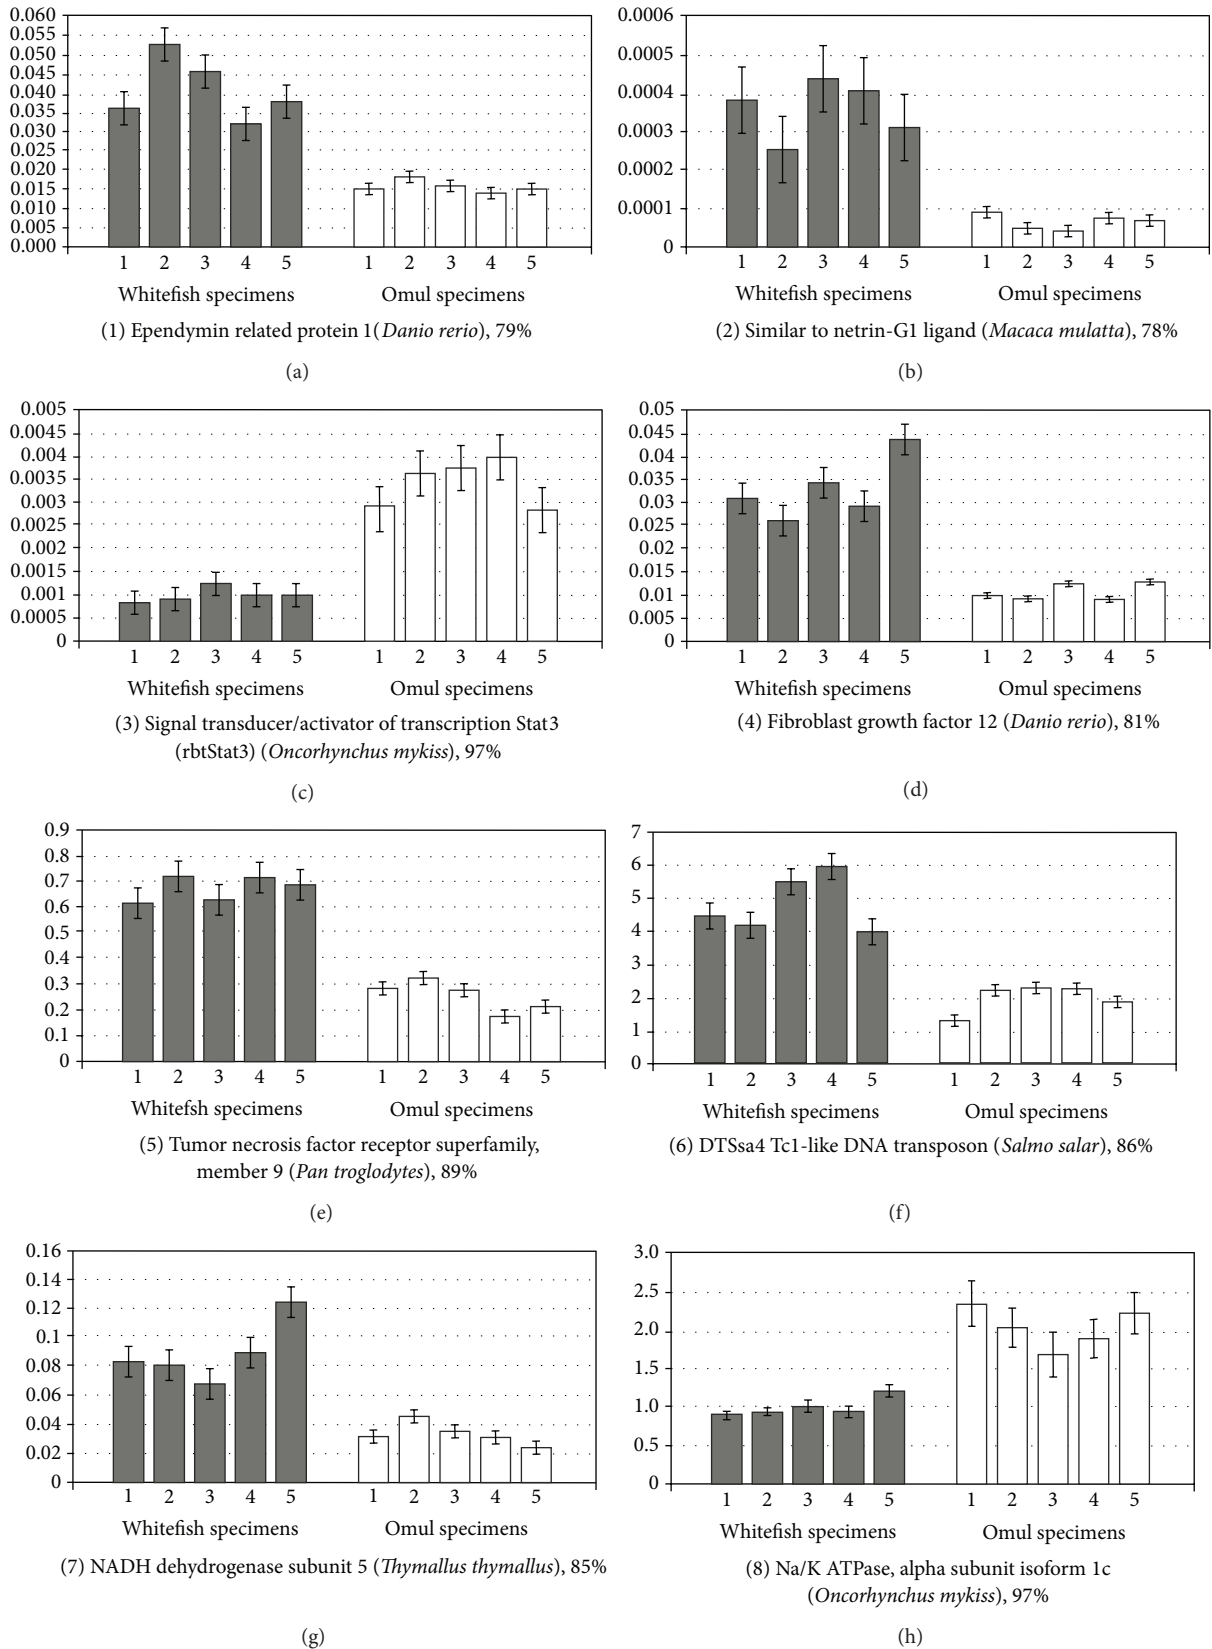 0.060
0.055
0.050
0.045
0.040
0.035
0.030
0.025
0.020
0.015
0.010
0.005
0.000
1 2 3 4 5 1 2 3 4 5
Whitefish specimens Omul specimens
(1) Ependymin related protein 1(Danio rerio), 79%
(a)
0.0006
0.0005
0.0004
0.0003
0.0002
0.0001
0
1 2 3 4 5 1 2 3 4 5
Whitefish specimens Omul specimens
(2) Similar to netrin-G1 ligand (Macaca mulatta), 78%
(b)
0.005
0.0045
0.004
0.0035
0.003
0.0025
0.002
0.0015
0.001
0.0005
0
1 2 3 4 5 1 2 3 4 5
Whitefish specimens Omul specimens
(3) Signal transducer/activator of transcription Stat3
(rbtStat3) (Oncorhynchus mykiss), 97%
(c)
0.05
0.045
0.04
0.035
0.03
0.025
0.02
0.015
0.01
0.005
0
1 2 3 4 5 1 2 3 4 5
Whitefish specimens Omul specimens
(4) Fibroblast growth factor 12 (Danio rerio), 81%
(d)
0.9
0.8
0.7
0.6
0.5
0.4
0.3
0.2
0.1
0
1 2 3 4 5 1 2 3 4 5
Whitefsh specimens Omul specimens
(5) Tumor necrosis factor receptor superfamily,
member 9 (Pan troglodytes), 89%
(e)
7
6
5
4
3
2
1
0
1 2 3 4 5 1 2 3 4 5
Whitefish specimens Omul specimens
(6) DTSsa4 Tc1-like DNA transposon (Salmo salar), 86%
(f)
0.16
0.14
0.12
0.1
0.08
0.06
0.04
0.02
0
1 2 3 4 5 1 2 3 4 5
Whitefish specimens Omul specimens
(7) NADH dehydrogenase subunit 5 (Thymallus thymallus), 85%
(g)
3.0
2.5
2.0
1.5
1.0
0.5
0
1 2 3 4 5 1 2 3 4 5
Whitefish specimens Omul specimens
(8) Na/K ATPase, alpha subunit isoform 1c
(Oncorhynchus mykiss), 97%
(h)